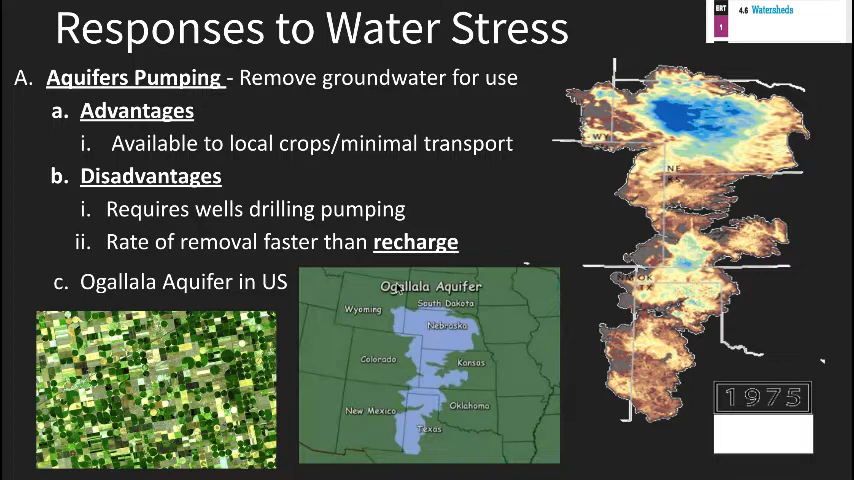 Responses to Water Stress
ERT
1
4.6 Watersheds
A. Aquifers Pumping - Remove groundwater for use
a. Advantages
i. Available to local crops/minimal transport
b. Disadvantages
i. Requires wells drilling pumping
ii. Rate of removal faster than recharge
c. Ogallala Aquifer in US
Ogallala Aquifer
South Dakota
Wyoming
Nebraska
Colorado
Kansas
New Mexico
Oklahoma
Texas
WY
NE
KS
OK
TX
1975